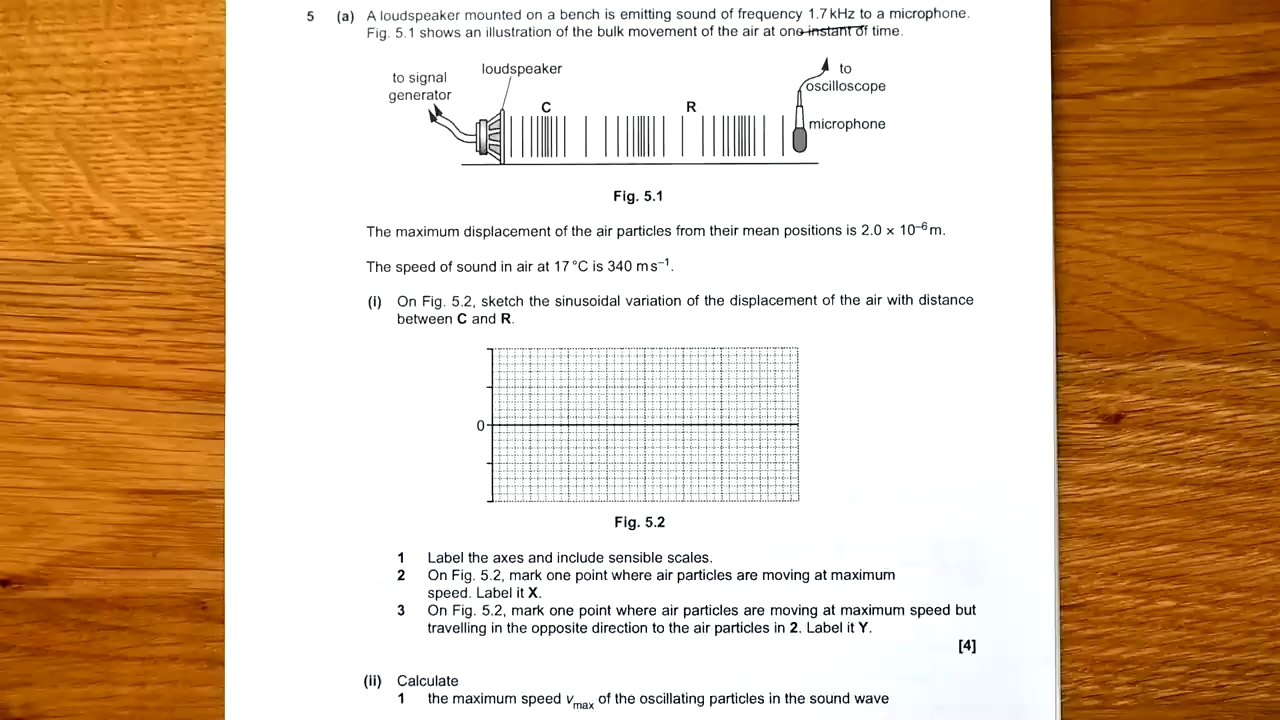 5 (a) A loudspeaker mounted on a bench is emitting sound of frequency 1.7 kHz to a microphone.
Fig. 5.1 shows an illustration of the bulk movement of the air at one instant of time.
to signal
generator
loudspeaker
C
R
to
oscilloscope
microphone
Fig. 5.1
The maximum displacement of the air particles from their mean positions is 2.0 × 10⁻⁶ m.
The speed of sound in air at 17 °C is 340 m s⁻¹.
(i) On Fig. 5.2, sketch the sinusoidal variation of the displacement of the air with distance
between C and R.
0
Fig. 5.2
1 Label the axes and include sensible scales.
2 On Fig. 5.2, mark one point where air particles are moving at maximum
speed. Label it X.
3 On Fig. 5.2, mark one point where air particles are moving at maximum speed but
travelling in the opposite direction to the air particles in 2. Label it Y.
[4]
(ii) Calculate
1 the maximum speed vmax of the oscillating particles in the sound wave